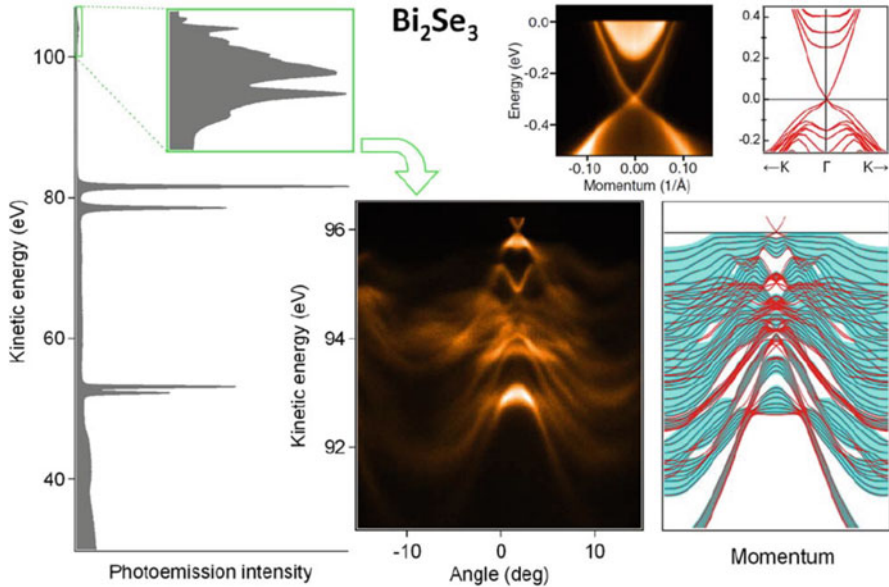 Bi₂Se₃
100
80
60
40
Kinetic energy (eV)
Photoemission intensity
0.0
-0.2
-0.4
Energy (eV)
-0.10 0.00 0.10
Momentum (1/Å)
0.4
0.2
0.0
-0.2
←K Γ K→
96
94
92
Kinetic energy (eV)
-10 0 10
Angle (deg)
Momentum